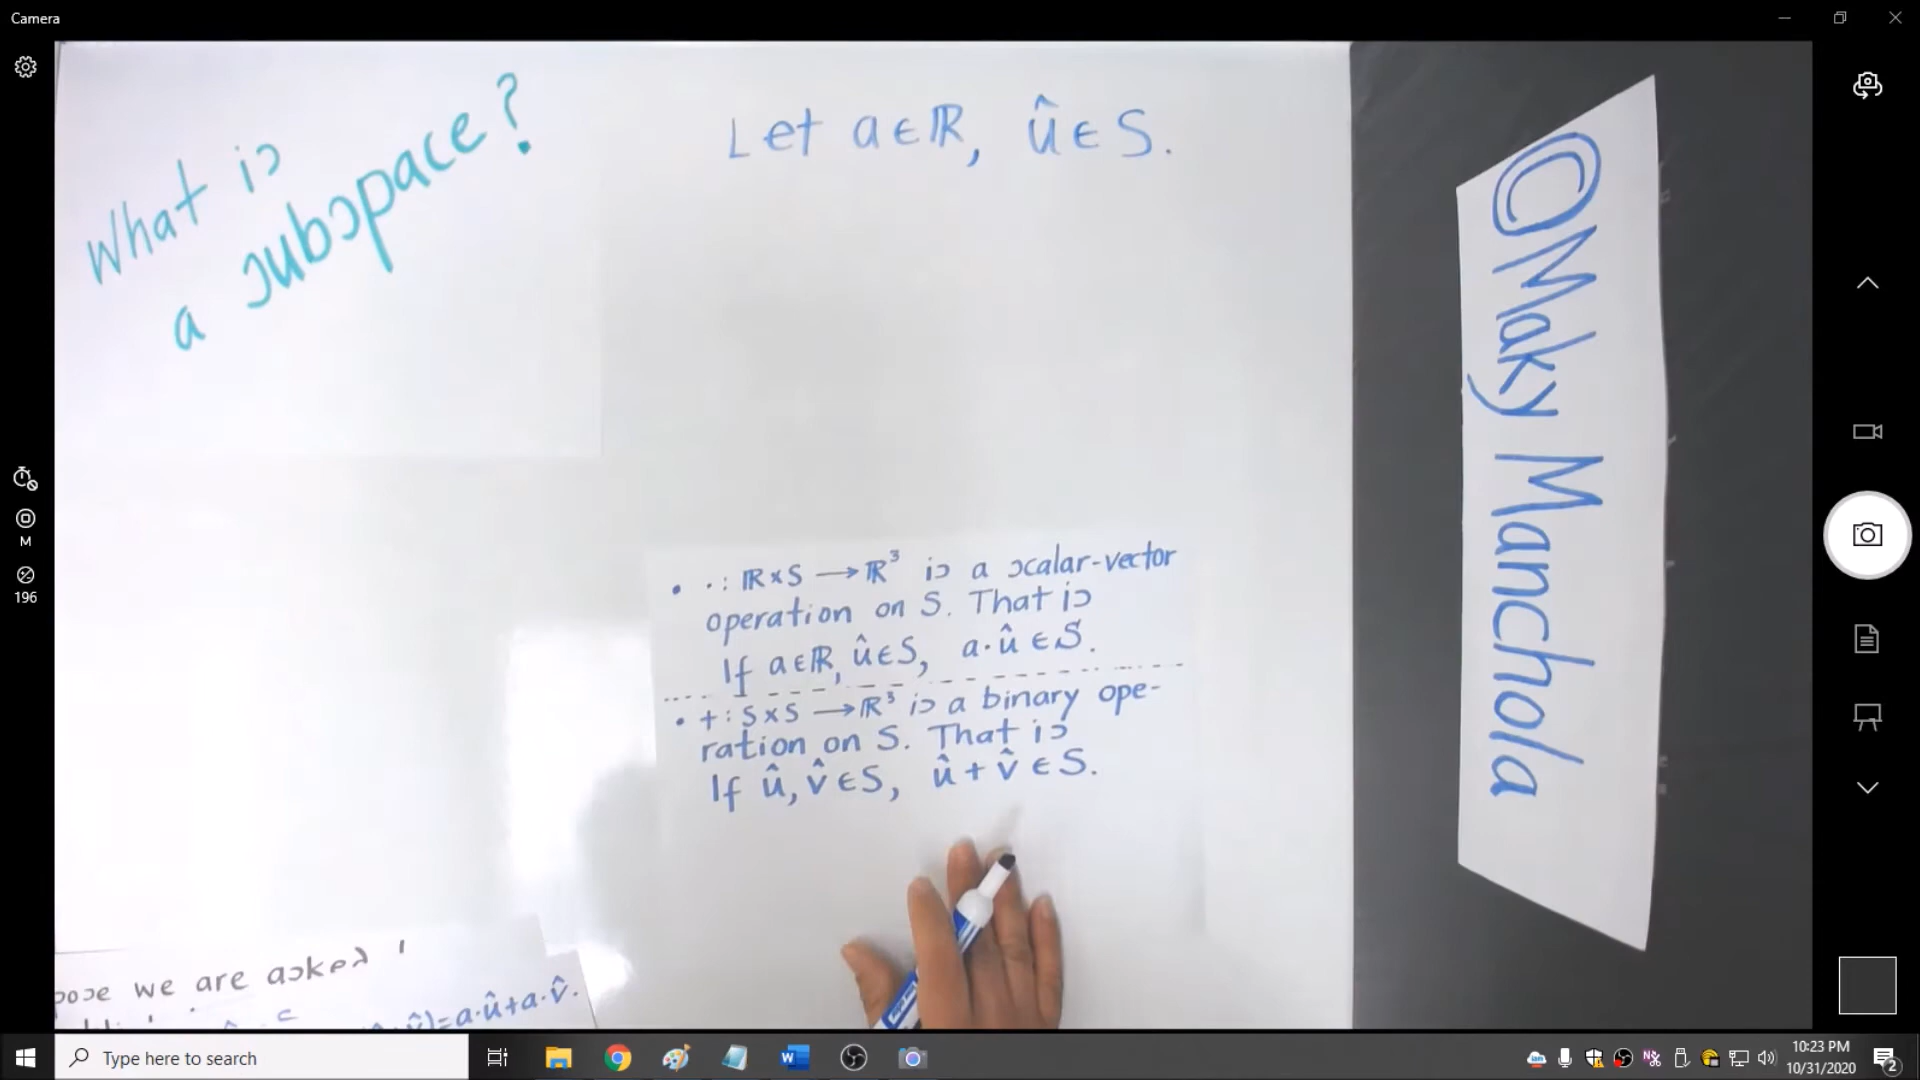 Camera
What is
a subspace?
Let a∈ℝ, û∈S.
• · : ℝ×S ⟶ ℝ³ is a scalar-vector
operation on S. That is
If a∈ℝ, û∈S, a·û∈S.
• + : S×S ⟶ ℝ³ is a binary ope-
ration on S. That is
If û, v̂∈S, û+v̂∈S.
we are asked
)=a·û+a·v̂.
©Maky Manchola
M
196
Type here to search
10:23 PM
10/31/2020
2